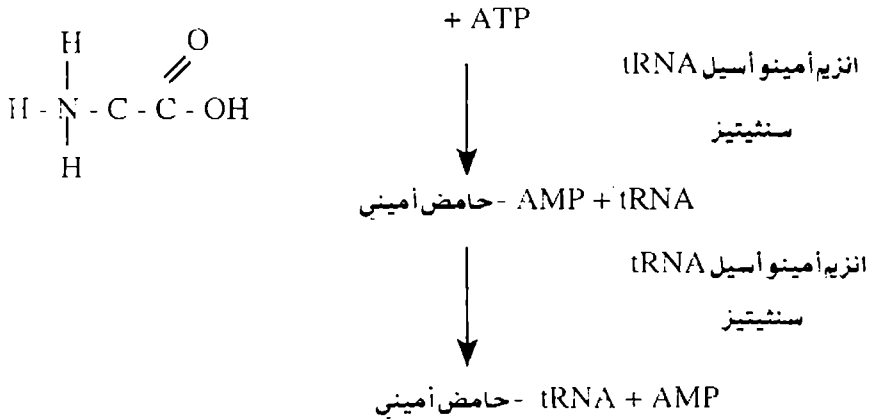 + ATP
H O
H - N - C - C - OH
H
انزيم أمينو أسيل tRNA
سنثيتيز
حامض أميني - AMP + tRNA
انزيم أمينو أسيل tRNA
سنثيتيز
حامض أميني - tRNA + AMP